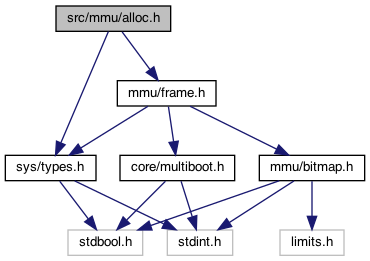 src/mmu/alloc.h
mmu/frame.h
sys/types.h
core/multiboot.h
mmu/bitmap.h
stdbool.h
stdint.h
limits.h